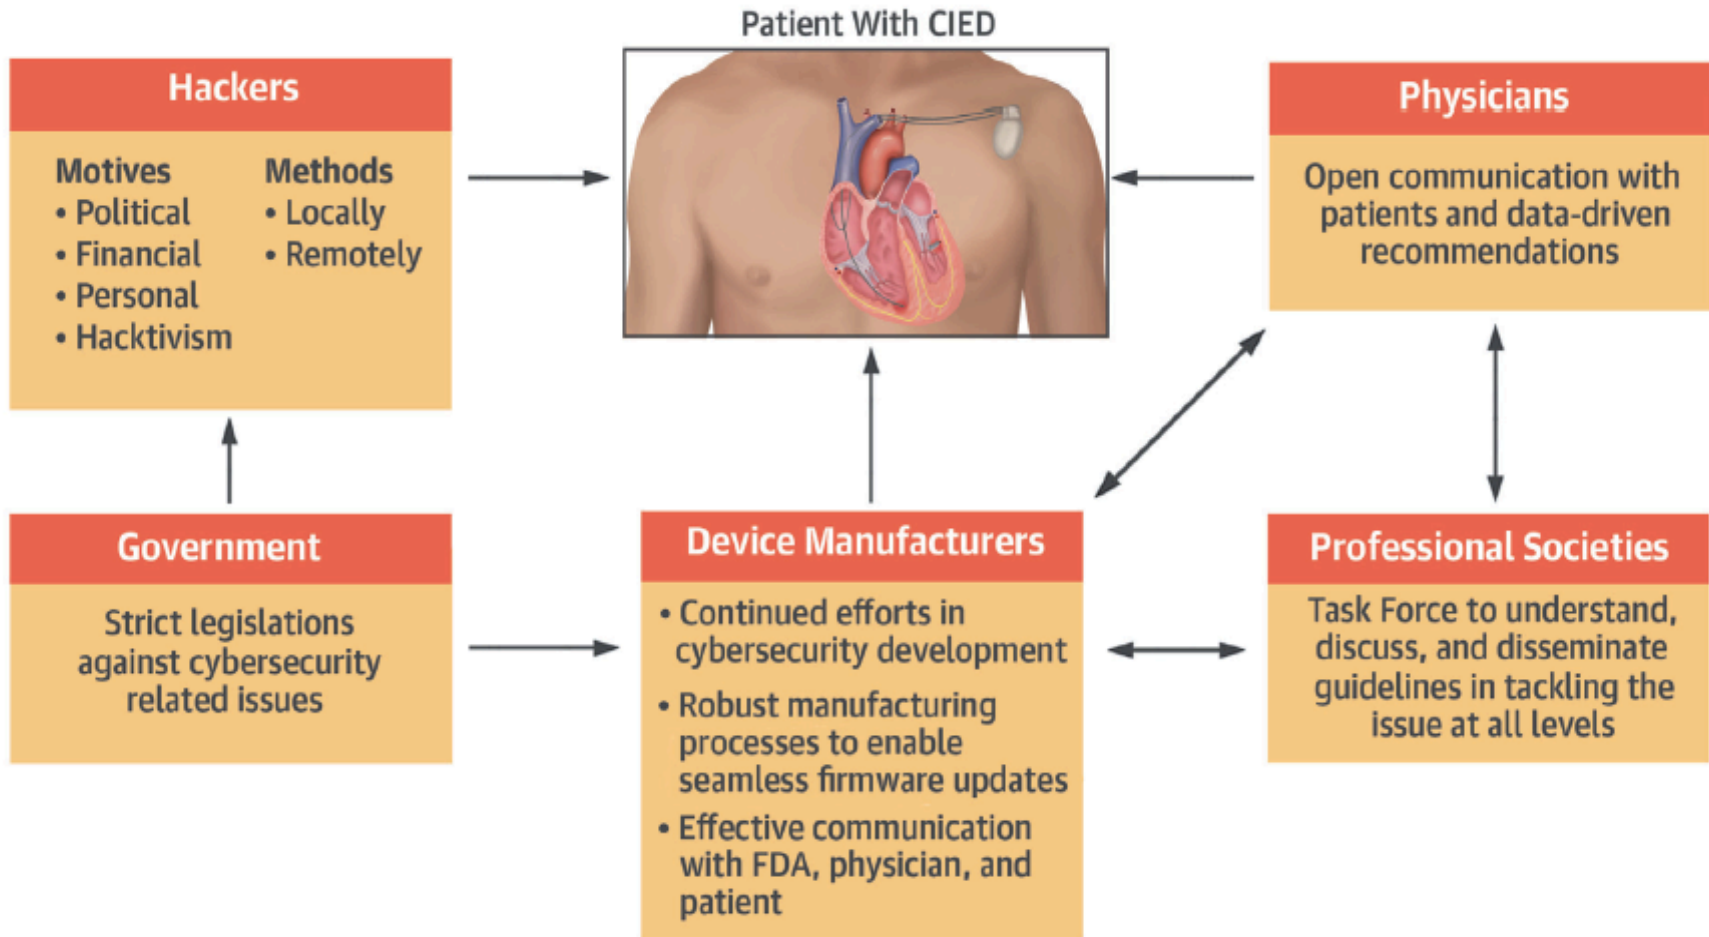 Patient With CIED
Hackers
Motives
• Political
• Financial
• Personal
• Hacktivism
Methods
• Locally
• Remotely
Physicians
Open communication with
patients and data-driven
recommendations
Government
Strict legislations
against cybersecurity
related issues
Device Manufacturers
• Continued efforts in
cybersecurity development
• Robust manufacturing
processes to enable
seamless firmware updates
• Effective communication
with FDA, physician, and
patient
Professional Societies
Task Force to understand,
discuss, and disseminate
guidelines in tackling the
issue at all levels